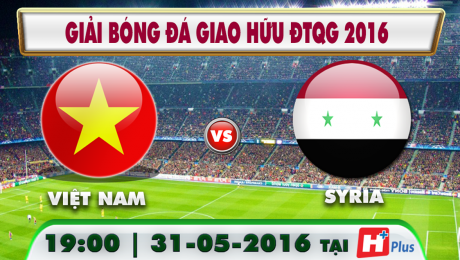 GIẢI BÓNG ĐÁ GIAO HỮU ĐTQG 2016
VS
VIỆT NAM
SYRIA
19:00 | 31-05-2016 TẠI H+ Plus